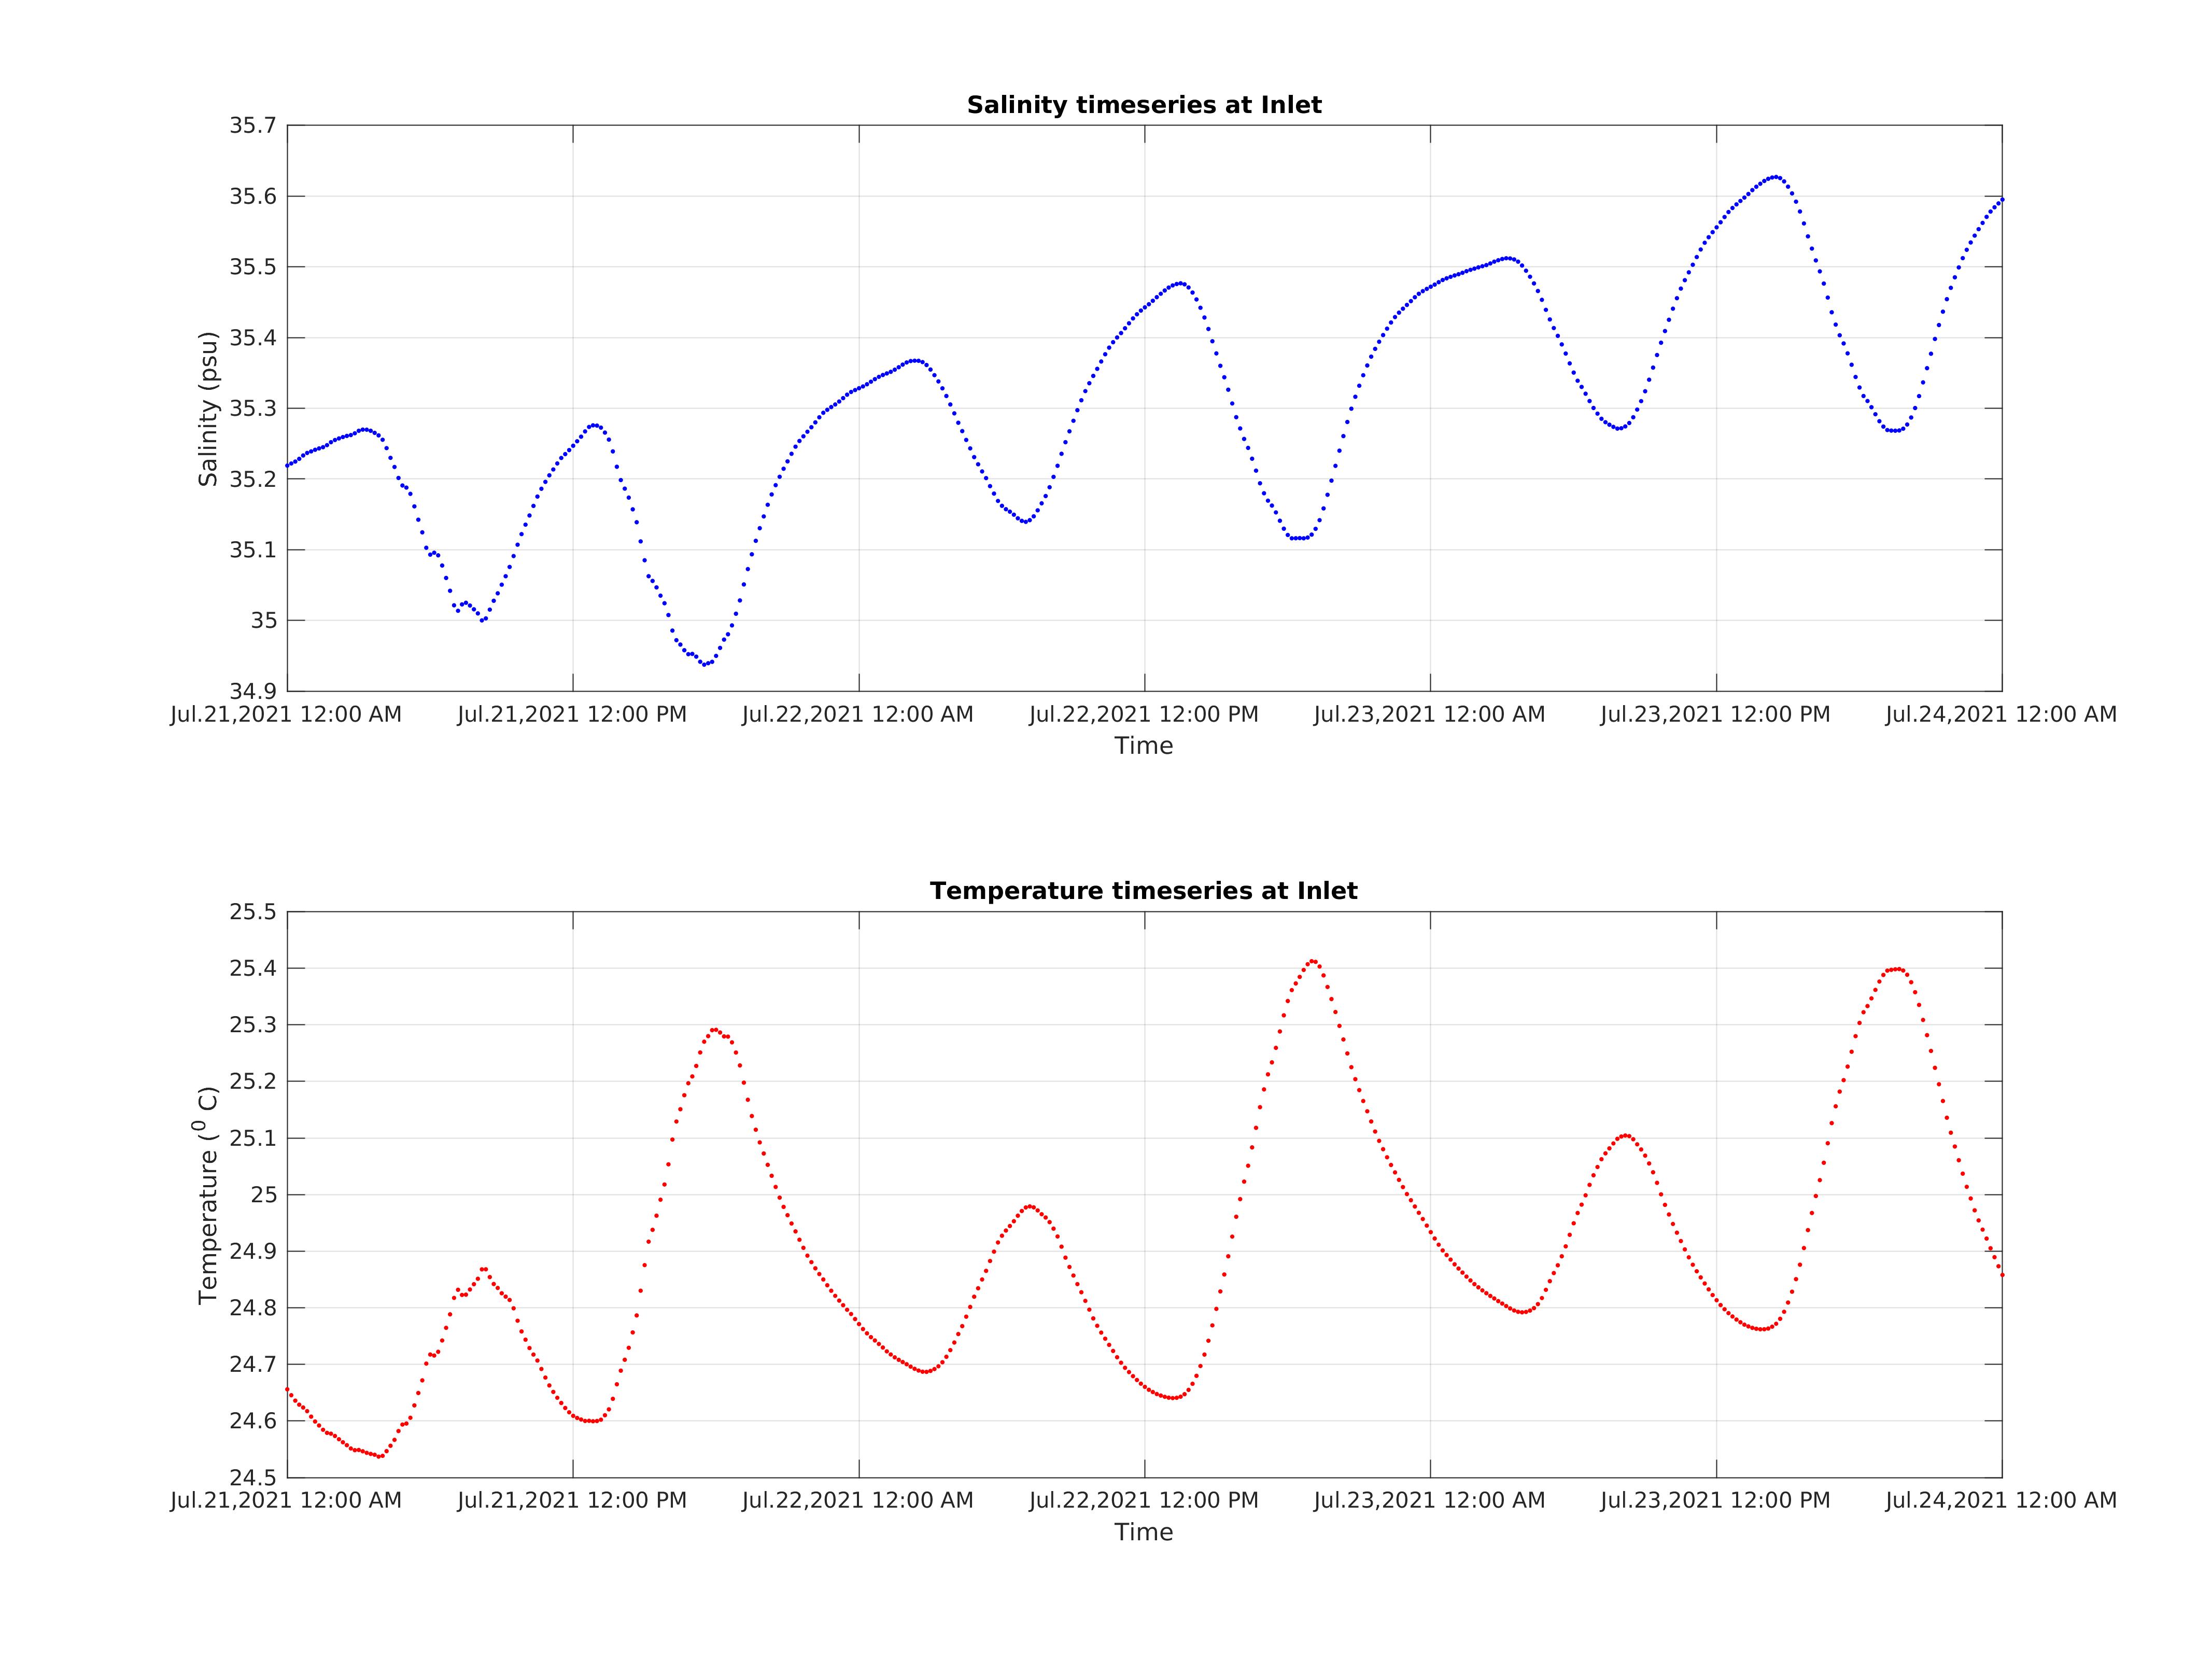 Salinity timeseries at Inlet
35.7
35.6
35.5
35.4
35.3
35.2
35.1
35
34.9
Salinity (psu)
Jul.21,2021 12:00 AM Jul.21,2021 12:00 PM Jul.22,2021 12:00 AM Jul.22,2021 12:00 PM Jul.23,2021 12:00 AM Jul.23,2021 12:00 PM Jul.24,2021 12:00 AM
Time
Temperature timeseries at Inlet
25.5
25.4
25.3
25.2
25.1
25
24.9
24.8
24.7
24.6
24.5
Temperature (⁰ C)
Jul.21,2021 12:00 AM Jul.21,2021 12:00 PM Jul.22,2021 12:00 AM Jul.22,2021 12:00 PM Jul.23,2021 12:00 AM Jul.23,2021 12:00 PM Jul.24,2021 12:00 AM
Time